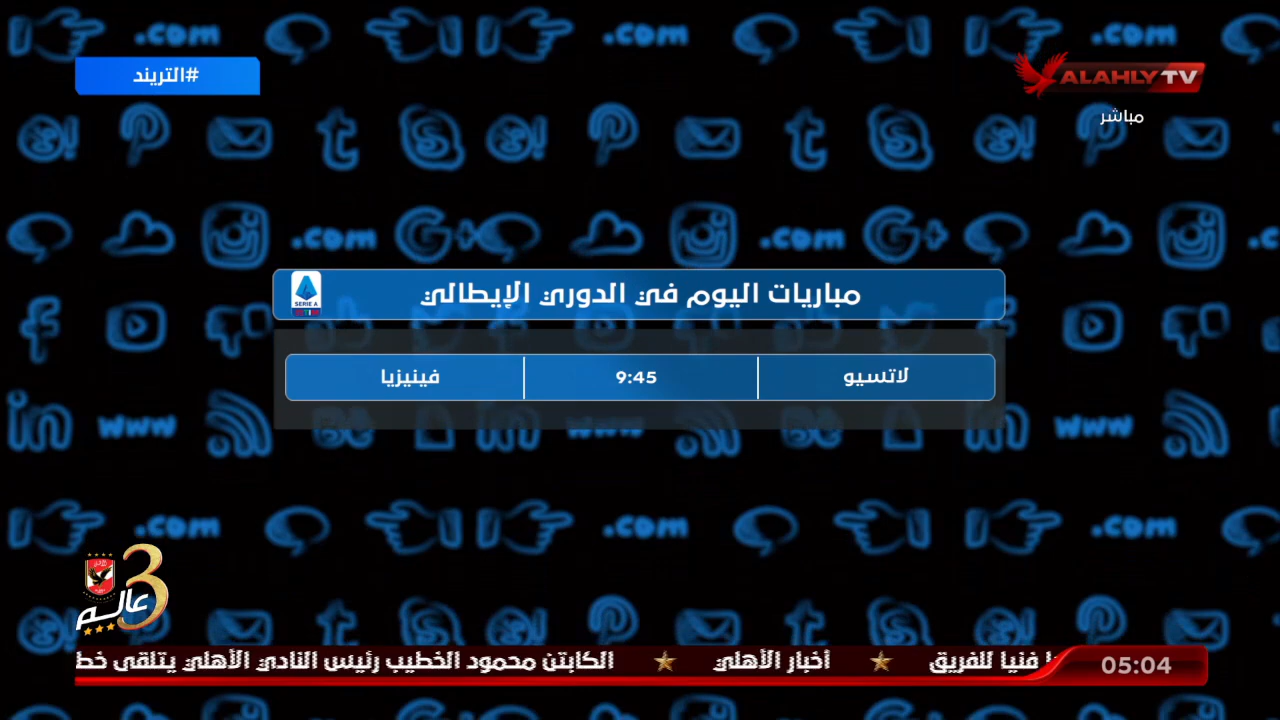 #التريند
ALAHLY TV
مباشر
مباريات اليوم في الدوري الإيطالي
SERIE A
لاتسيو 9:45 فينيزيا
3 عالم
فنيا للفريق ★ أخبار الأهلي ★ الكابتن محمود الخطيب رئيس النادي الأهلي يتلقى خط
05:04